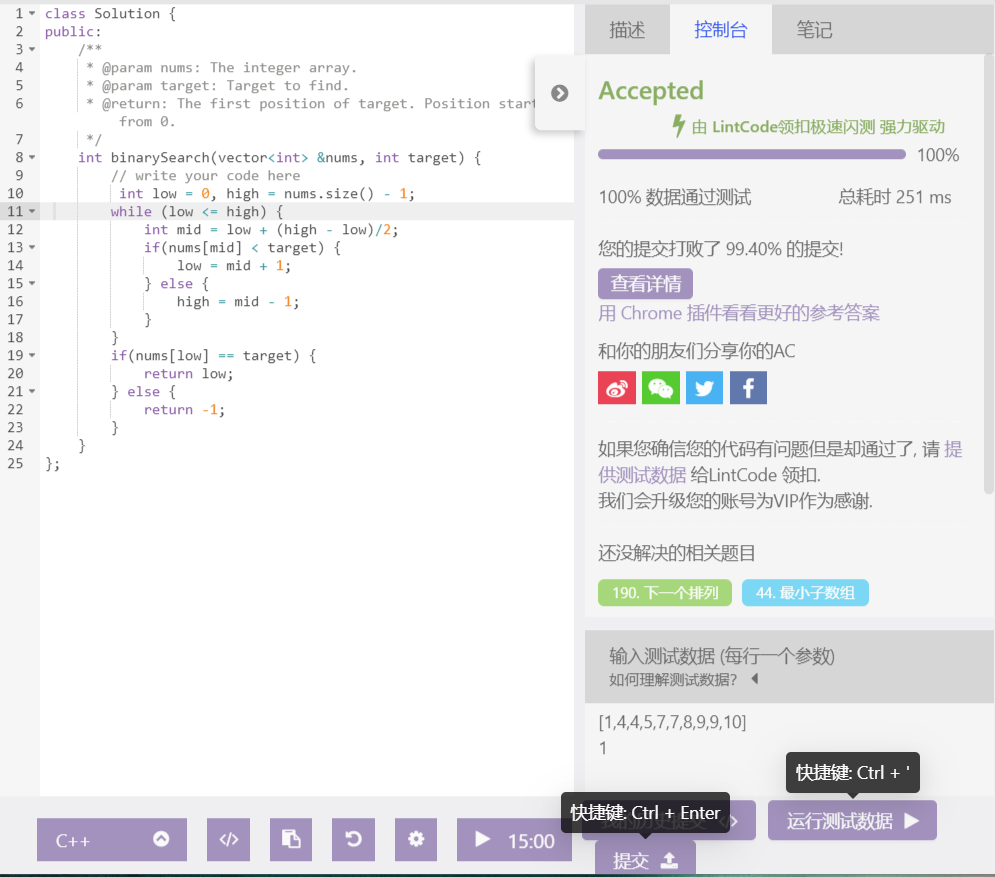 1 class Solution {
2 public:
3 /**
4 * @param nums: The integer array.
5 * @param target: Target to find.
6 * @return: The first position of target. Position start
from 0.
7 */
8 int binarySearch(vector<int> &nums, int target) {
9 // write your code here
10 int low = 0, high = nums.size() - 1;
11 while (low <= high) {
12 int mid = low + (high - low)/2;
13 if(nums[mid] < target) {
14 low = mid + 1;
15 } else {
16 high = mid - 1;
17 }
18 }
19 if(nums[low] == target) {
20 return low;
21 } else {
22 return -1;
23 }
24 }
25 };
C++
</>
15:00
描述 控制台 笔记
Accepted
由 LintCode领扣极速闪测 强力驱动
100%
100% 数据通过测试 总耗时 251 ms
您的提交打败了 99.40% 的提交!
查看详情
用 Chrome 插件看看更好的参考答案
和你的朋友们分享你的AC
如果您确信您的代码有问题但是却通过了, 请 提
供测试数据 给LintCode 领扣.
我们会升级您的账号为VIP作为感谢.
还没解决的相关题目
190. 下一个排列 44. 最小子数组
输入测试数据 (每行一个参数)
如何理解测试数据?
[1,4,4,5,7,7,8,9,9,10]
1
快捷键: Ctrl + '
快捷键: Ctrl + Enter
运行测试数据
提交